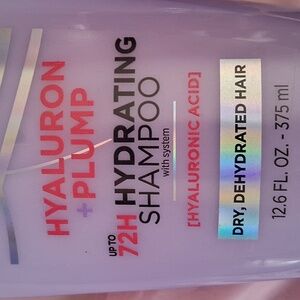 HYALURON
+ PLUMP
UP TO
72H HYDRATING
SHAMPOO
with system
[HYALURONIC ACID]
DRY, DEHYDRATED HAIR
12.6 FL. OZ. - 375 ml